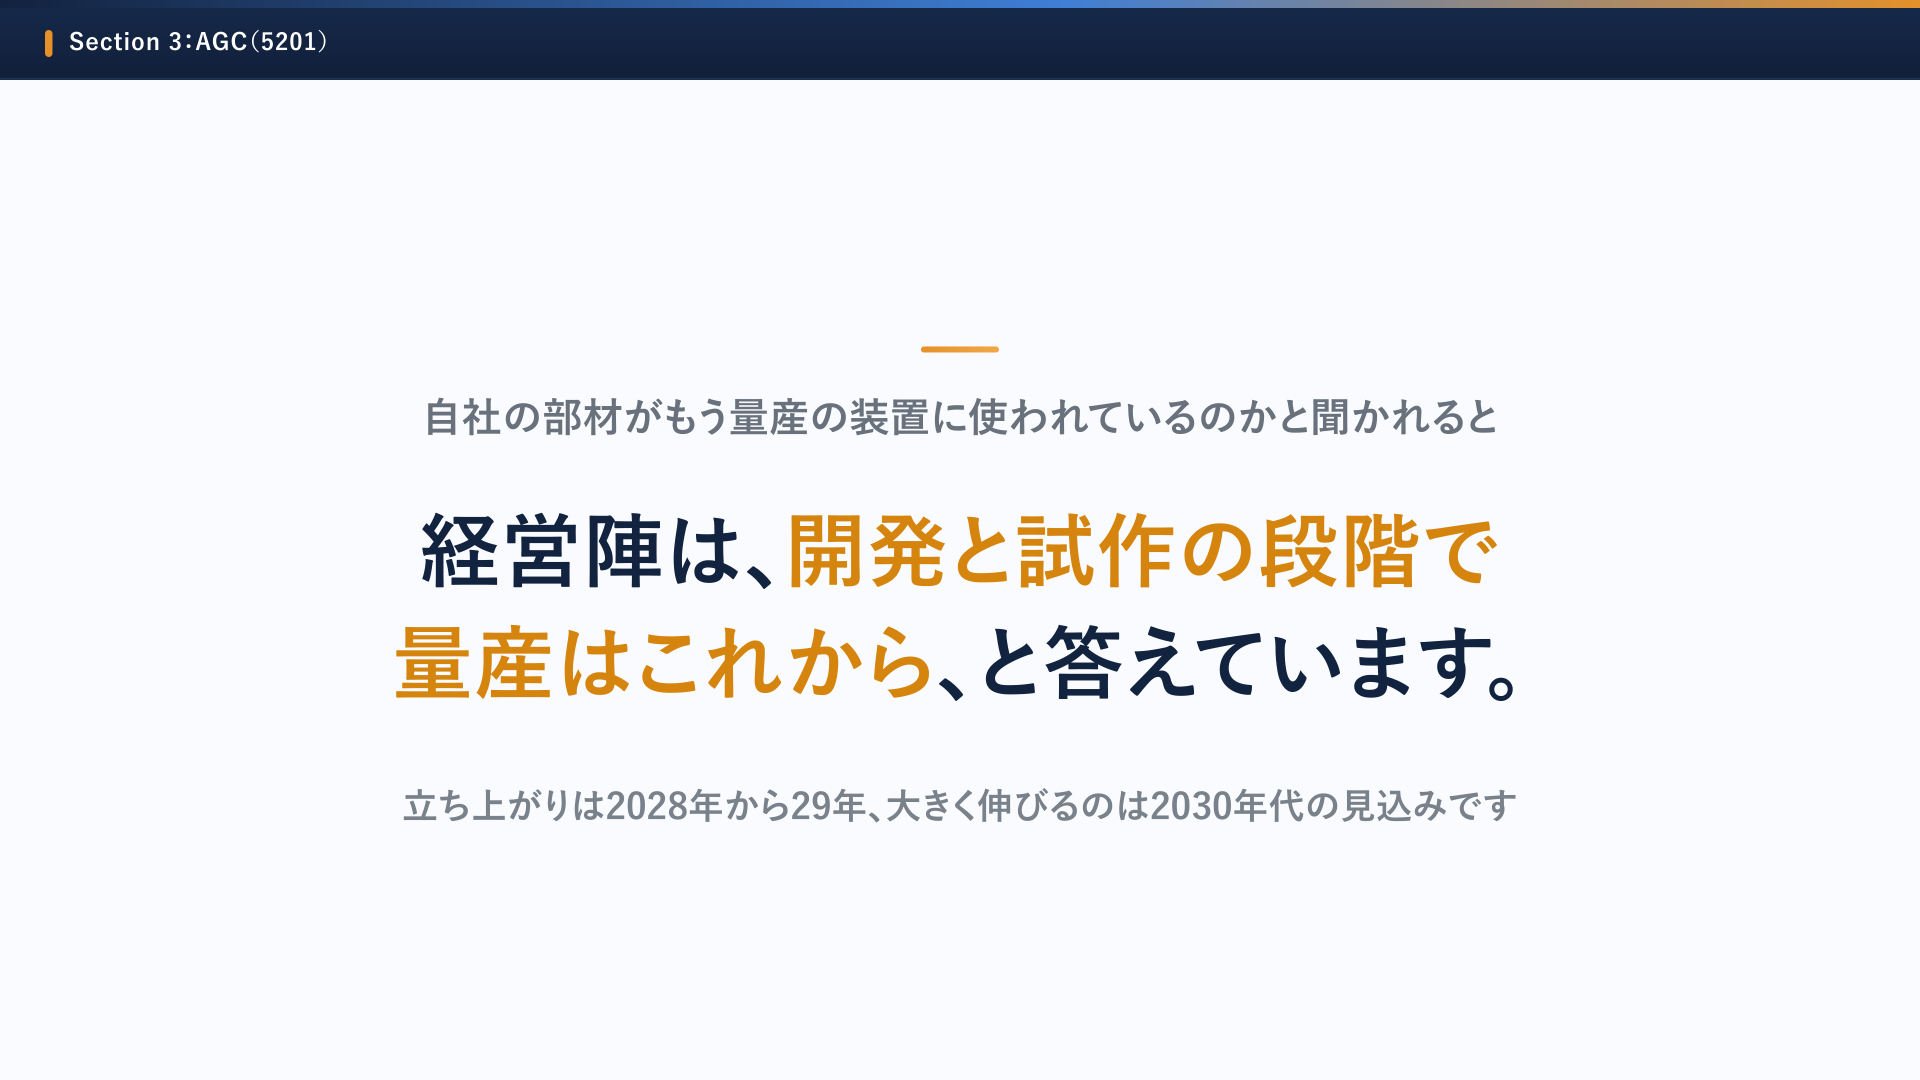 Section 3：AGC（5201）
自社の部材がもう量産の装置に使われているのかと聞かれると
経営陣は、開発と試作の段階で
量産はこれから、と答えています。
立ち上がりは2028年から29年、大きく伸びるのは2030年代の見込みです